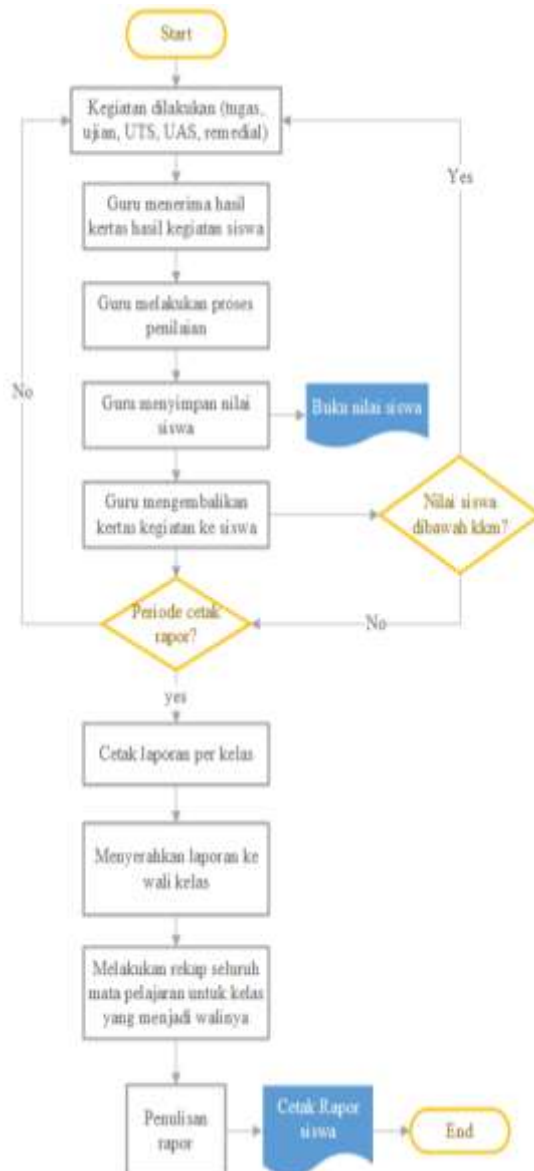 Start
Kegiatan dilakukan (tugas,
ujian, UTS, UAS, remedial)
Yes
Guru menerima hasil
kertas hasil kegiatan siswa
Guru melakukan proses
penilaian
No
Guru menyimpan nilai
siswa
Buku nilai siswa
Guru mengembalikan
kertas kegiatan ke siswa
Nilai siswa
dibawah kkm?
Periode cetak
rapor?
No
yes
Cetak laporan per kelas
Menyerahkan laporan ke
wali kelas
Melakukan rekap seluruh
mata pelajaran untuk kelas
yang menjadi walinya
Penulisan
rapor
Cetak Rapor
siswa
End